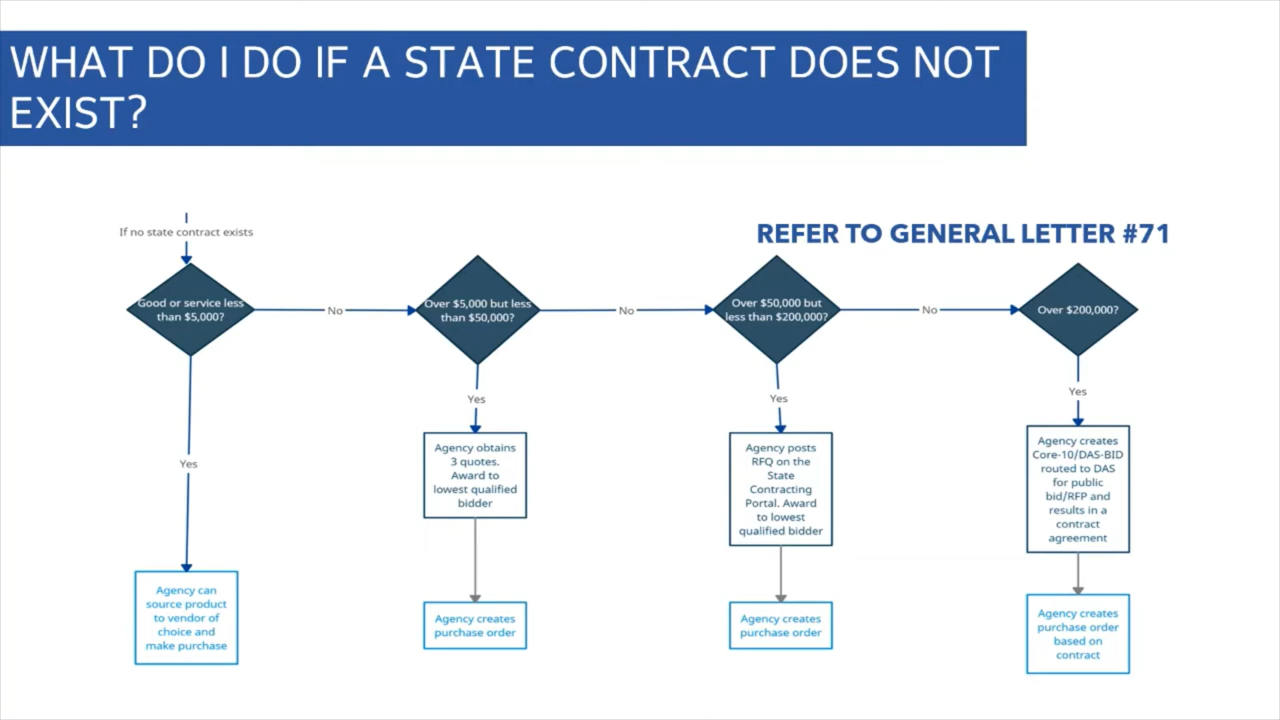 WHAT DO I DO IF A STATE CONTRACT DOES NOT
EXIST?
If no state contract exists
REFER TO GENERAL LETTER #71
Good or service less
than $5,000?
No
Over $5,000 but less
than $50,000?
No
Over $50,000 but
less than $200,000?
No
Over $200,000?
Yes
Agency can
source product
to vendor of
choice and
make purchase
Yes
Agency obtains
3 quotes.
Award to
lowest qualified
bidder
Agency creates
purchase order
Yes
Agency posts
RFQ on the
State
Contracting
Portal. Award
to lowest
qualified bidder
Agency creates
purchase order
Yes
Agency creates
Core-10/DAS-BID
routed to DAS
for public
bid/RFP and
results in a
contract
agreement
Agency creates
purchase order
based on
contract